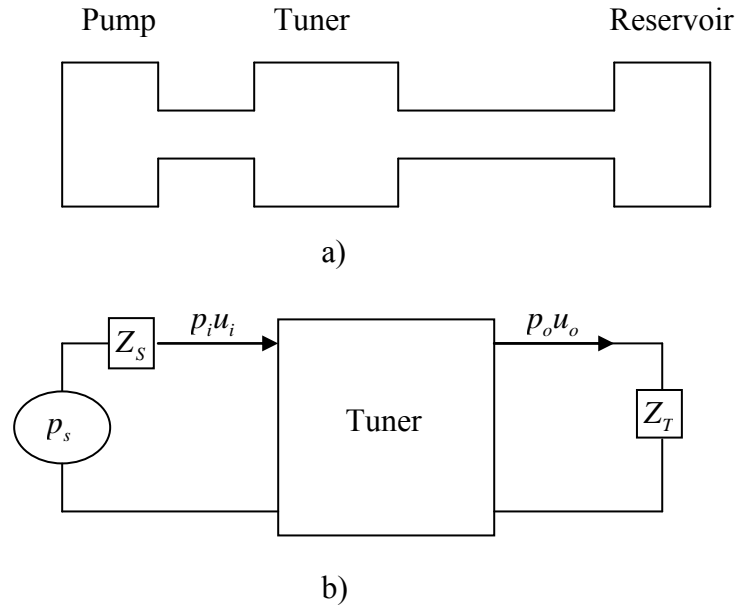 Pump Tuner Reservoir
a)
p_i u_i p_o u_o
Z_S
Z_T
p_s
Tuner
b)